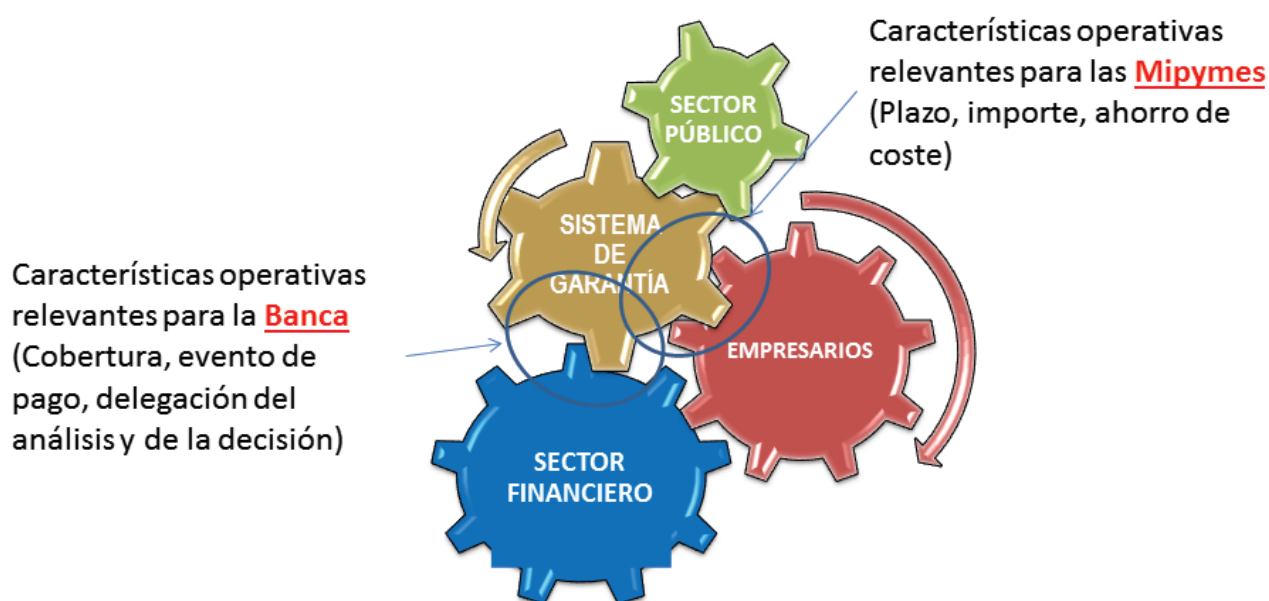 Características operativas
relevantes para las Mipymes
(Plazo, importe, ahorro de
coste)
SECTOR
PÚBLICO
SISTEMA
DE
GARANTÍA
Características operativas
relevantes para la Banca
(Cobertura, evento de
pago, delegación del
análisis y de la decisión)
EMPRESARIOS
SECTOR
FINANCIERO